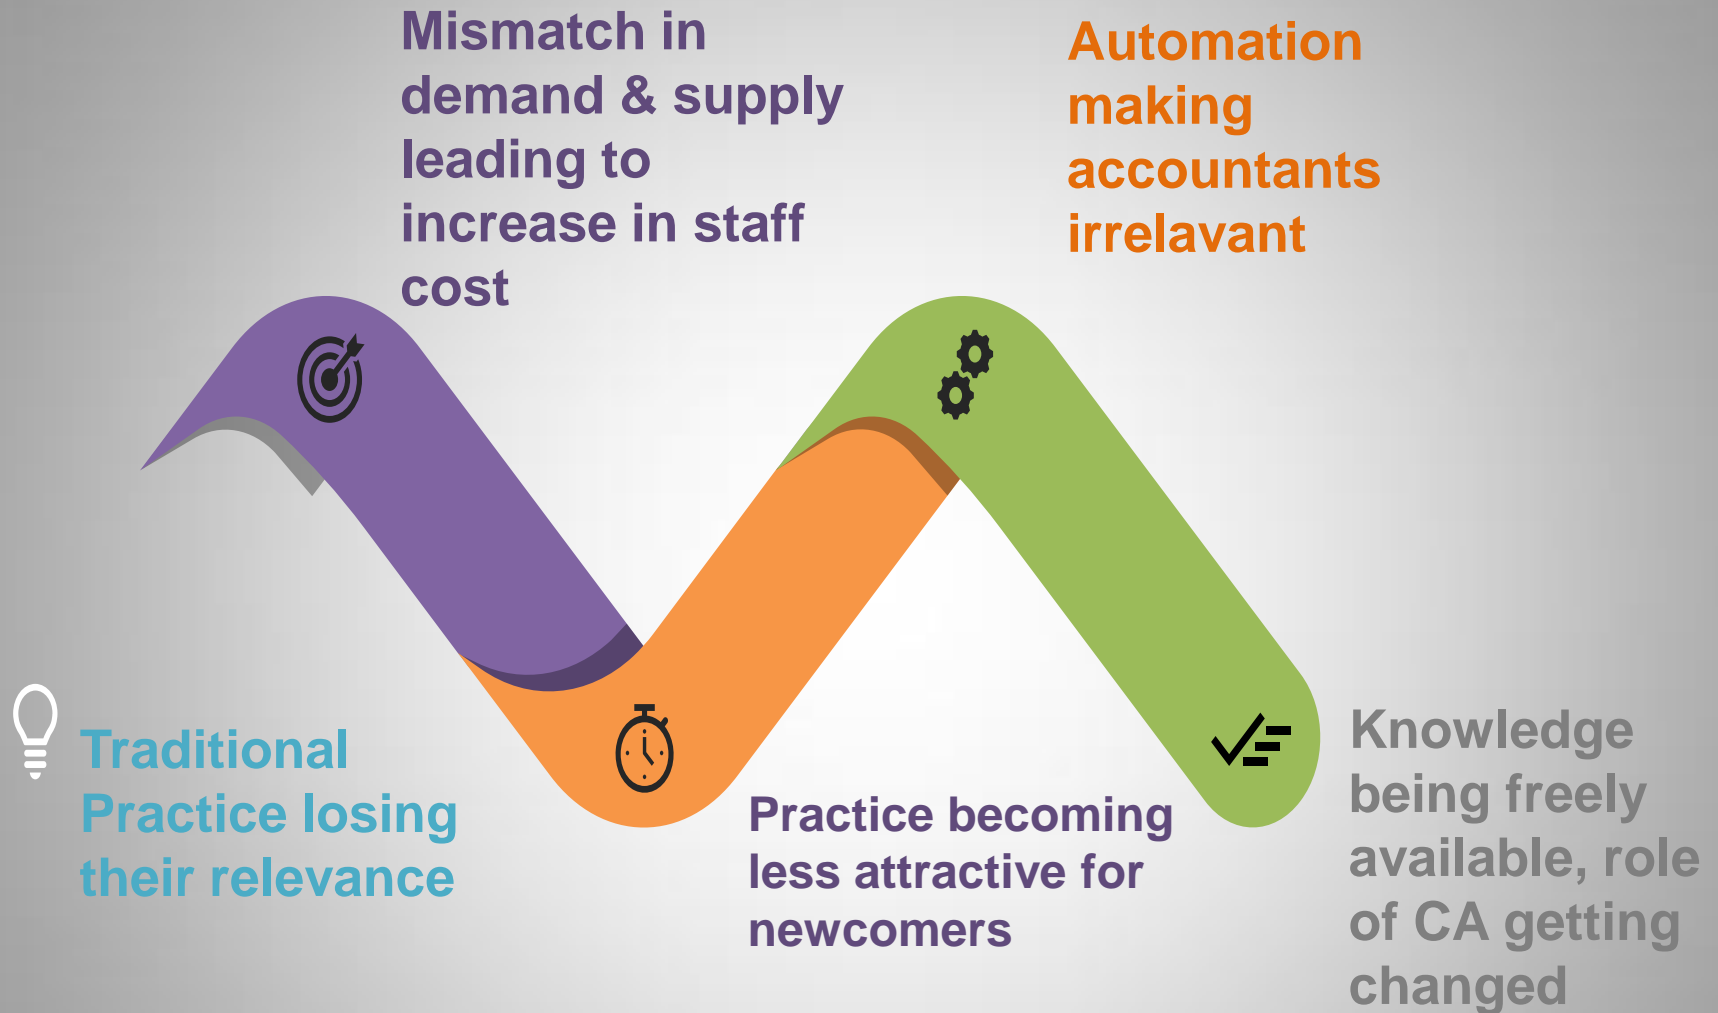 Mismatch in
demand & supply
leading to
increase in staff
cost
Automation
making
accountants
irrelavant
Traditional
Practice losing
their relevance
Practice becoming
less attractive for
newcomers
Knowledge
being freely
available, role
of CA getting
changed